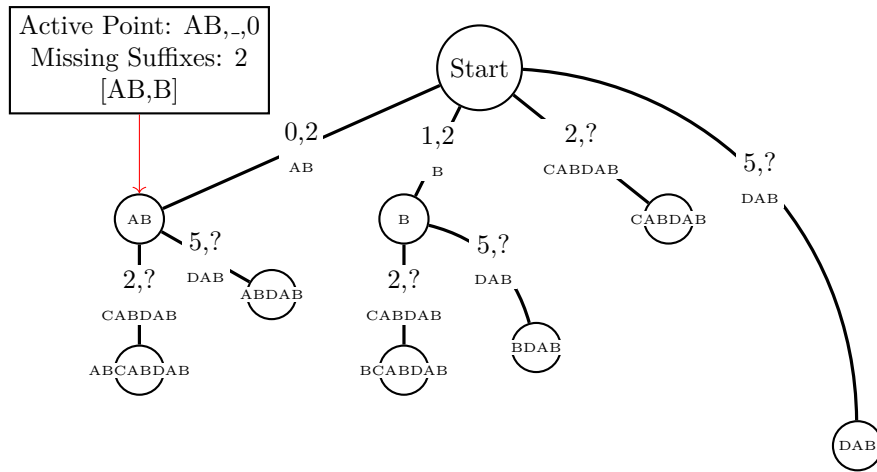 Active Point: AB,_,0
Missing Suffixes: 2
[AB,B]
Start
0,2
AB
1,2
B
2,?
CABDAB
5,?
DAB
AB
B
CABDAB
5,?
DAB
ABDAB
2,?
CABDAB
ABCABDAB
5,?
DAB
BDAB
2,?
CABDAB
BCABDAB
DAB